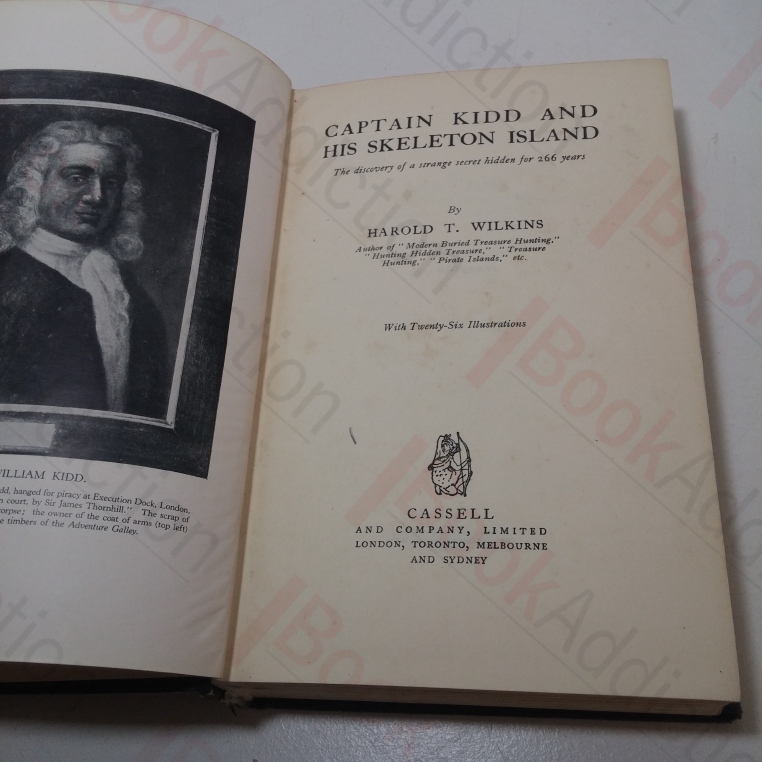 WILLIAM KIDD.
hanged for piracy at Execution Dock, London,
court, by Sir James Thornhill." The scrap of
corpse; the owner of the coat of arms (top left)
timbers of the Adventure Galley.
CAPTAIN KIDD AND
HIS SKELETON ISLAND
The discovery of a strange secret hidden for 266 years
By
HAROLD T. WILKINS
Author of "Modern Buried Treasure Hunting,"
"Hunting Hidden Treasure," "Treasure
Hunting," "Pirate Islands," etc.
With Twenty-Six Illustrations
CASSELL
AND COMPANY, LIMITED
LONDON, TORONTO, MELBOURNE
AND SYDNEY
BookAddiction